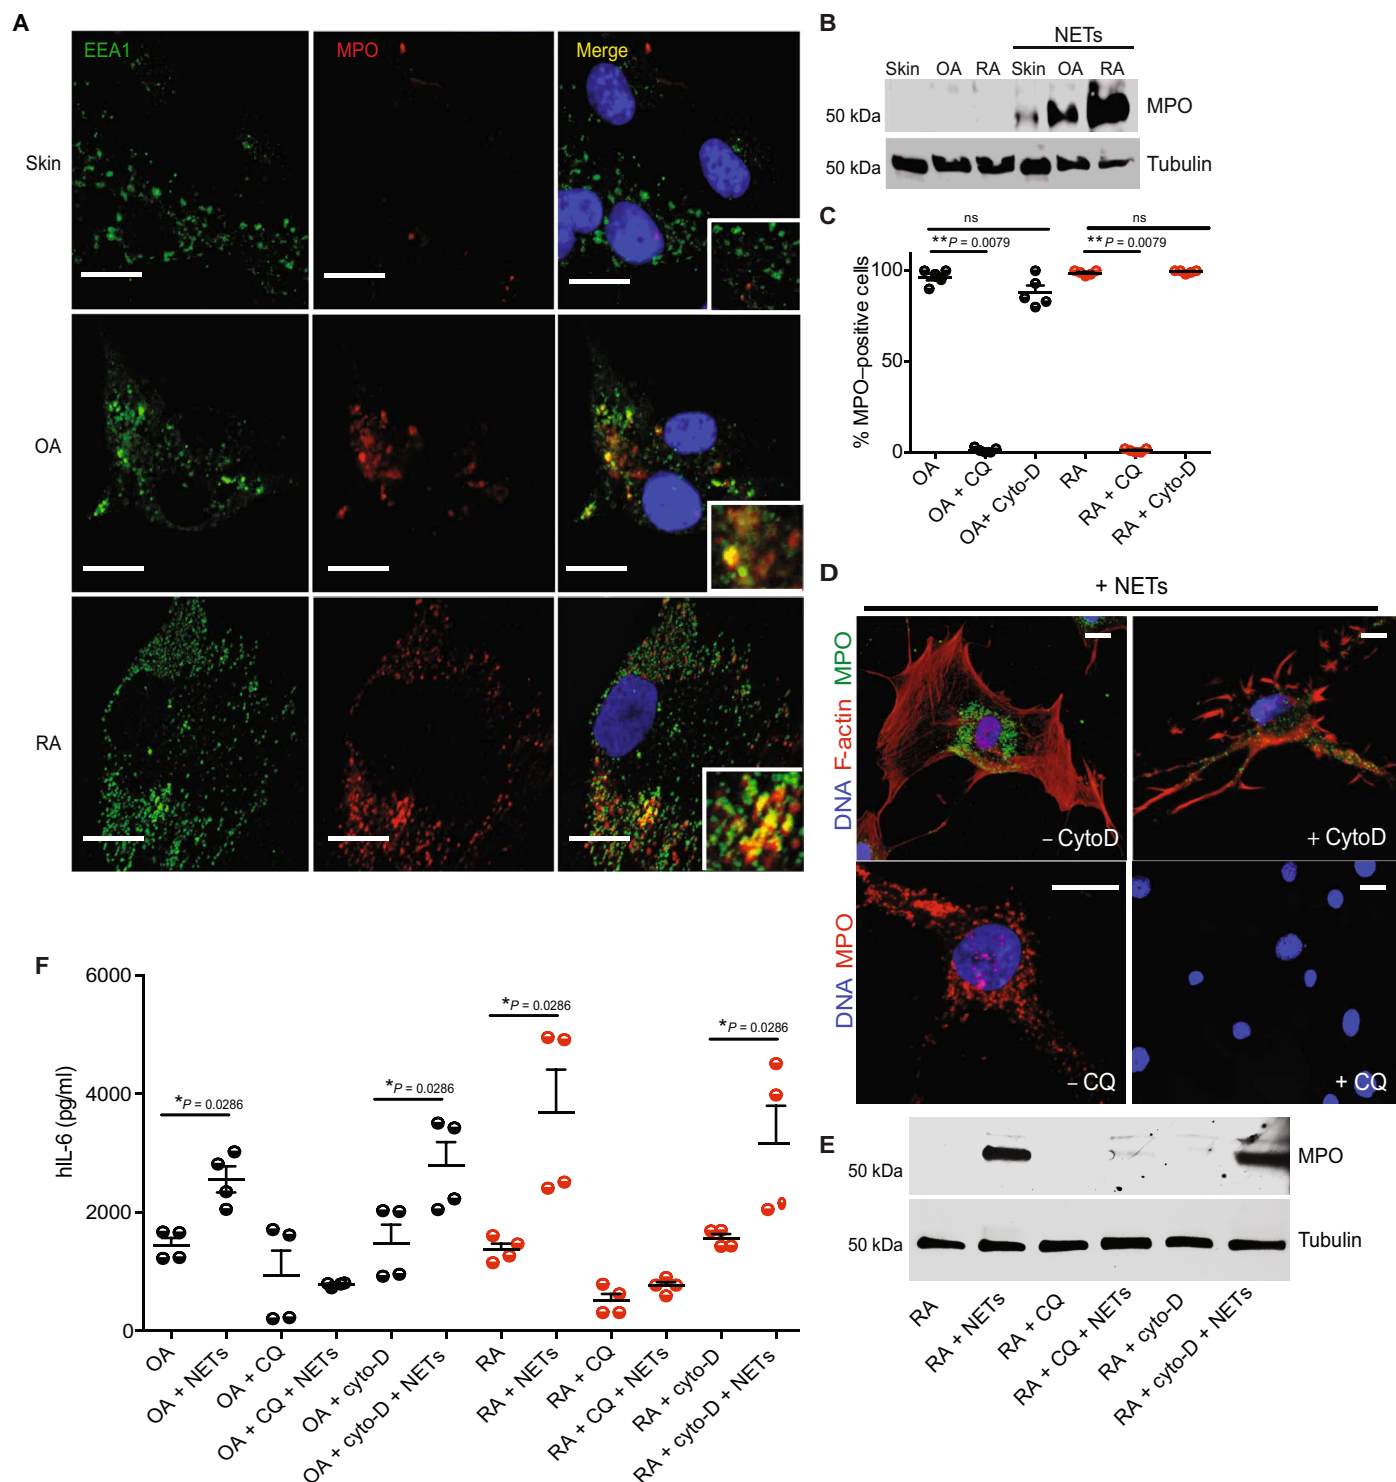 A
EEA1
MPO
Merge
Skin
OA
RA
B
NETs
Skin OA RA Skin OA RA
50 kDa
MPO
50 kDa
Tubulin
C
ns
ns
**P = 0.0079
**P = 0.0079
% MPO–positive cells
100
50
0
OA
OA + CQ
OA+ Cyto-D
RA
RA + CQ
RA + Cyto-D
D
+ NETs
DNA F-actin MPO
– CytoD
+ CytoD
DNA MPO
– CQ
+ CQ
E
50 kDa
MPO
50 kDa
Tubulin
RA
RA + NETs
RA + CQ
RA + CQ + NETs
RA + cyto-D
RA + cyto-D + NETs
F
hIL-6 (pg/ml)
6000
4000
2000
0
*P = 0.0286
*P = 0.0286
*P = 0.0286
*P = 0.0286
OA
OA + NETs
OA + CQ
OA + CQ + NETs
OA + cyto-D
OA + cyto-D + NETs
RA
RA + NETs
RA + CQ
RA + CQ + NETs
RA + cyto-D
RA + cyto-D + NETs